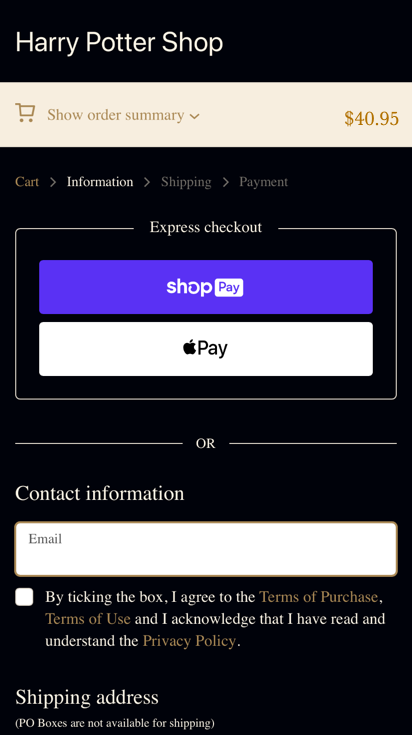 Harry Potter Shop
Show order summary
$40.95
Cart > Information > Shipping > Payment
Express checkout
shop Pay
Pay
OR
Contact information
Email
By ticking the box, I agree to the Terms of Purchase,
Terms of Use and I acknowledge that I have read and
understand the Privacy Policy.
Shipping address
(PO Boxes are not available for shipping)